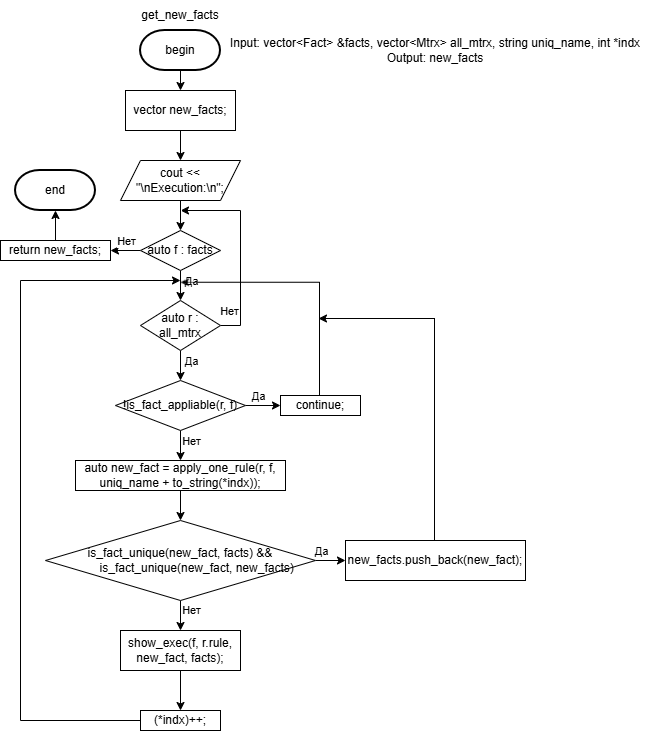 get_new_facts
begin
Input: vector<Fact> &facts, vector<Mtrx> all_mtrx, string uniq_name, int *indx
Output: new_facts
vector new_facts;
cout <<
"\nExecution:\n";
end
return new_facts;
Нет
auto f : facts
Да
auto r :
all_mtrx
Нет
Да
!is_fact_appliable(r, f)
Да
continue;
Нет
auto new_fact = apply_one_rule(r, f,
uniq_name + to_string(*indx));
is_fact_unique(new_fact, facts) &&
is_fact_unique(new_fact, new_facts)
Да
new_facts.push_back(new_fact);
Нет
show_exec(f, r.rule,
new_fact, facts);
(*indx)++;